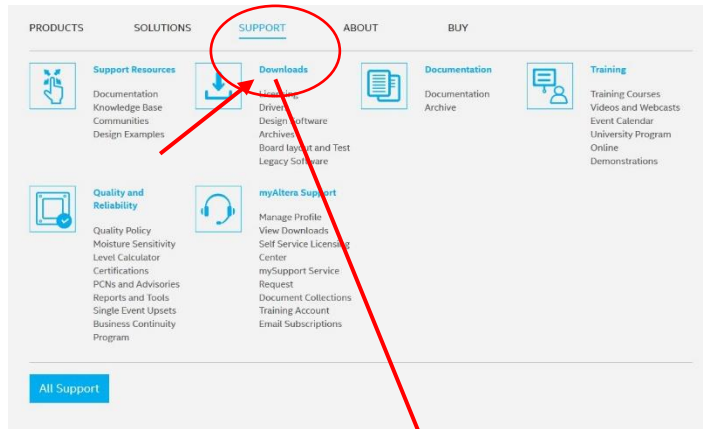 PRODUCTS SOLUTIONS SUPPORT ABOUT BUY
Support Resources
Documentation
Knowledge Base
Communities
Design Examples
Downloads
Licensing
Drivers
Design Software
Archives
Board layout and Test
Legacy Software
Documentation
Documentation
Archive
Training
Training Courses
Videos and Webcasts
Event Calendar
University Program
Online
Demonstrations
Quality and
Reliability
Quality Policy
Moisture Sensitivity
Level Calculator
Certifications
PCNs and Advisories
Reports and Tools
Single Event Upsets
Business Continuity
Program
myAltera Support
Manage Profile
View Downloads
Self Service Licensing
Center
mySupport Service
Request
Document Collections
Training Account
Email Subscriptions
All Support